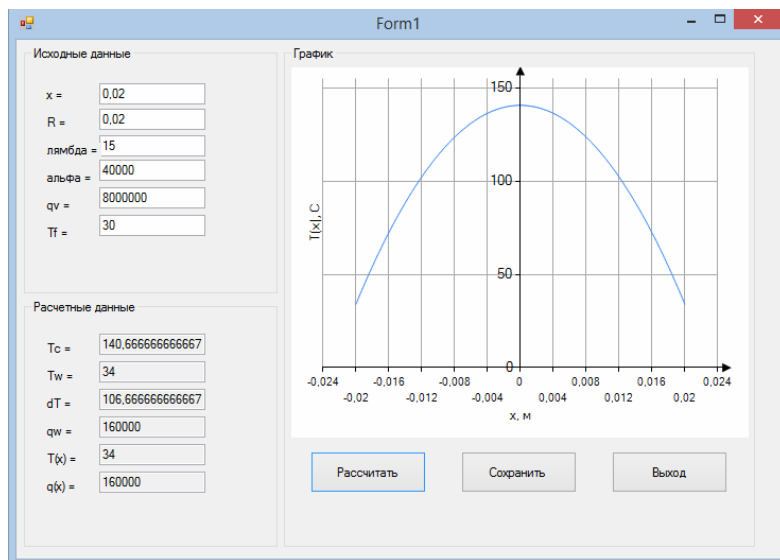 Form1
Исходные данные
x = 0,02
R = 0,02
лямбда = 15
альфа = 40000
qv = 8000000
Tf = 30
Расчетные данные
Tc = 140,666666666667
Tw = 34
dT = 106,666666666667
qw = 160000
T(x) = 34
q(x) = 160000
График
T(x), C
150
100
50
0
-0,024 -0,016 -0,008 0 0,008 0,016 0,024
-0,02 -0,012 -0,004 0,004 0,012 0,02
x, м
Рассчитать Сохранить Выход